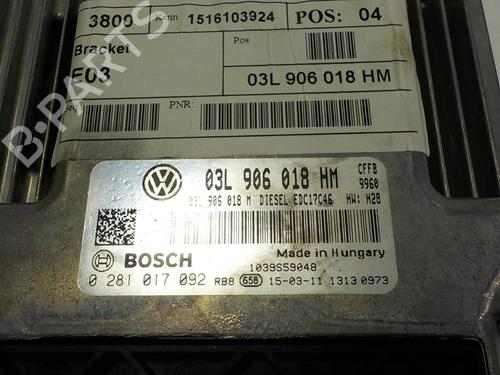 3800 Kenn 1516103924 POS: 04
Bracket Pos
E03 03L 906 018 HM
PNR:
03L 906 018 HM CFFB
9960
03L 906 018 M DIESEL EDC17C46 HW: H28
BOSCH Made in Hungary
1039S59048
0 281 017 092 RB8 658 15-03-11 1313 0973
B-PARTS